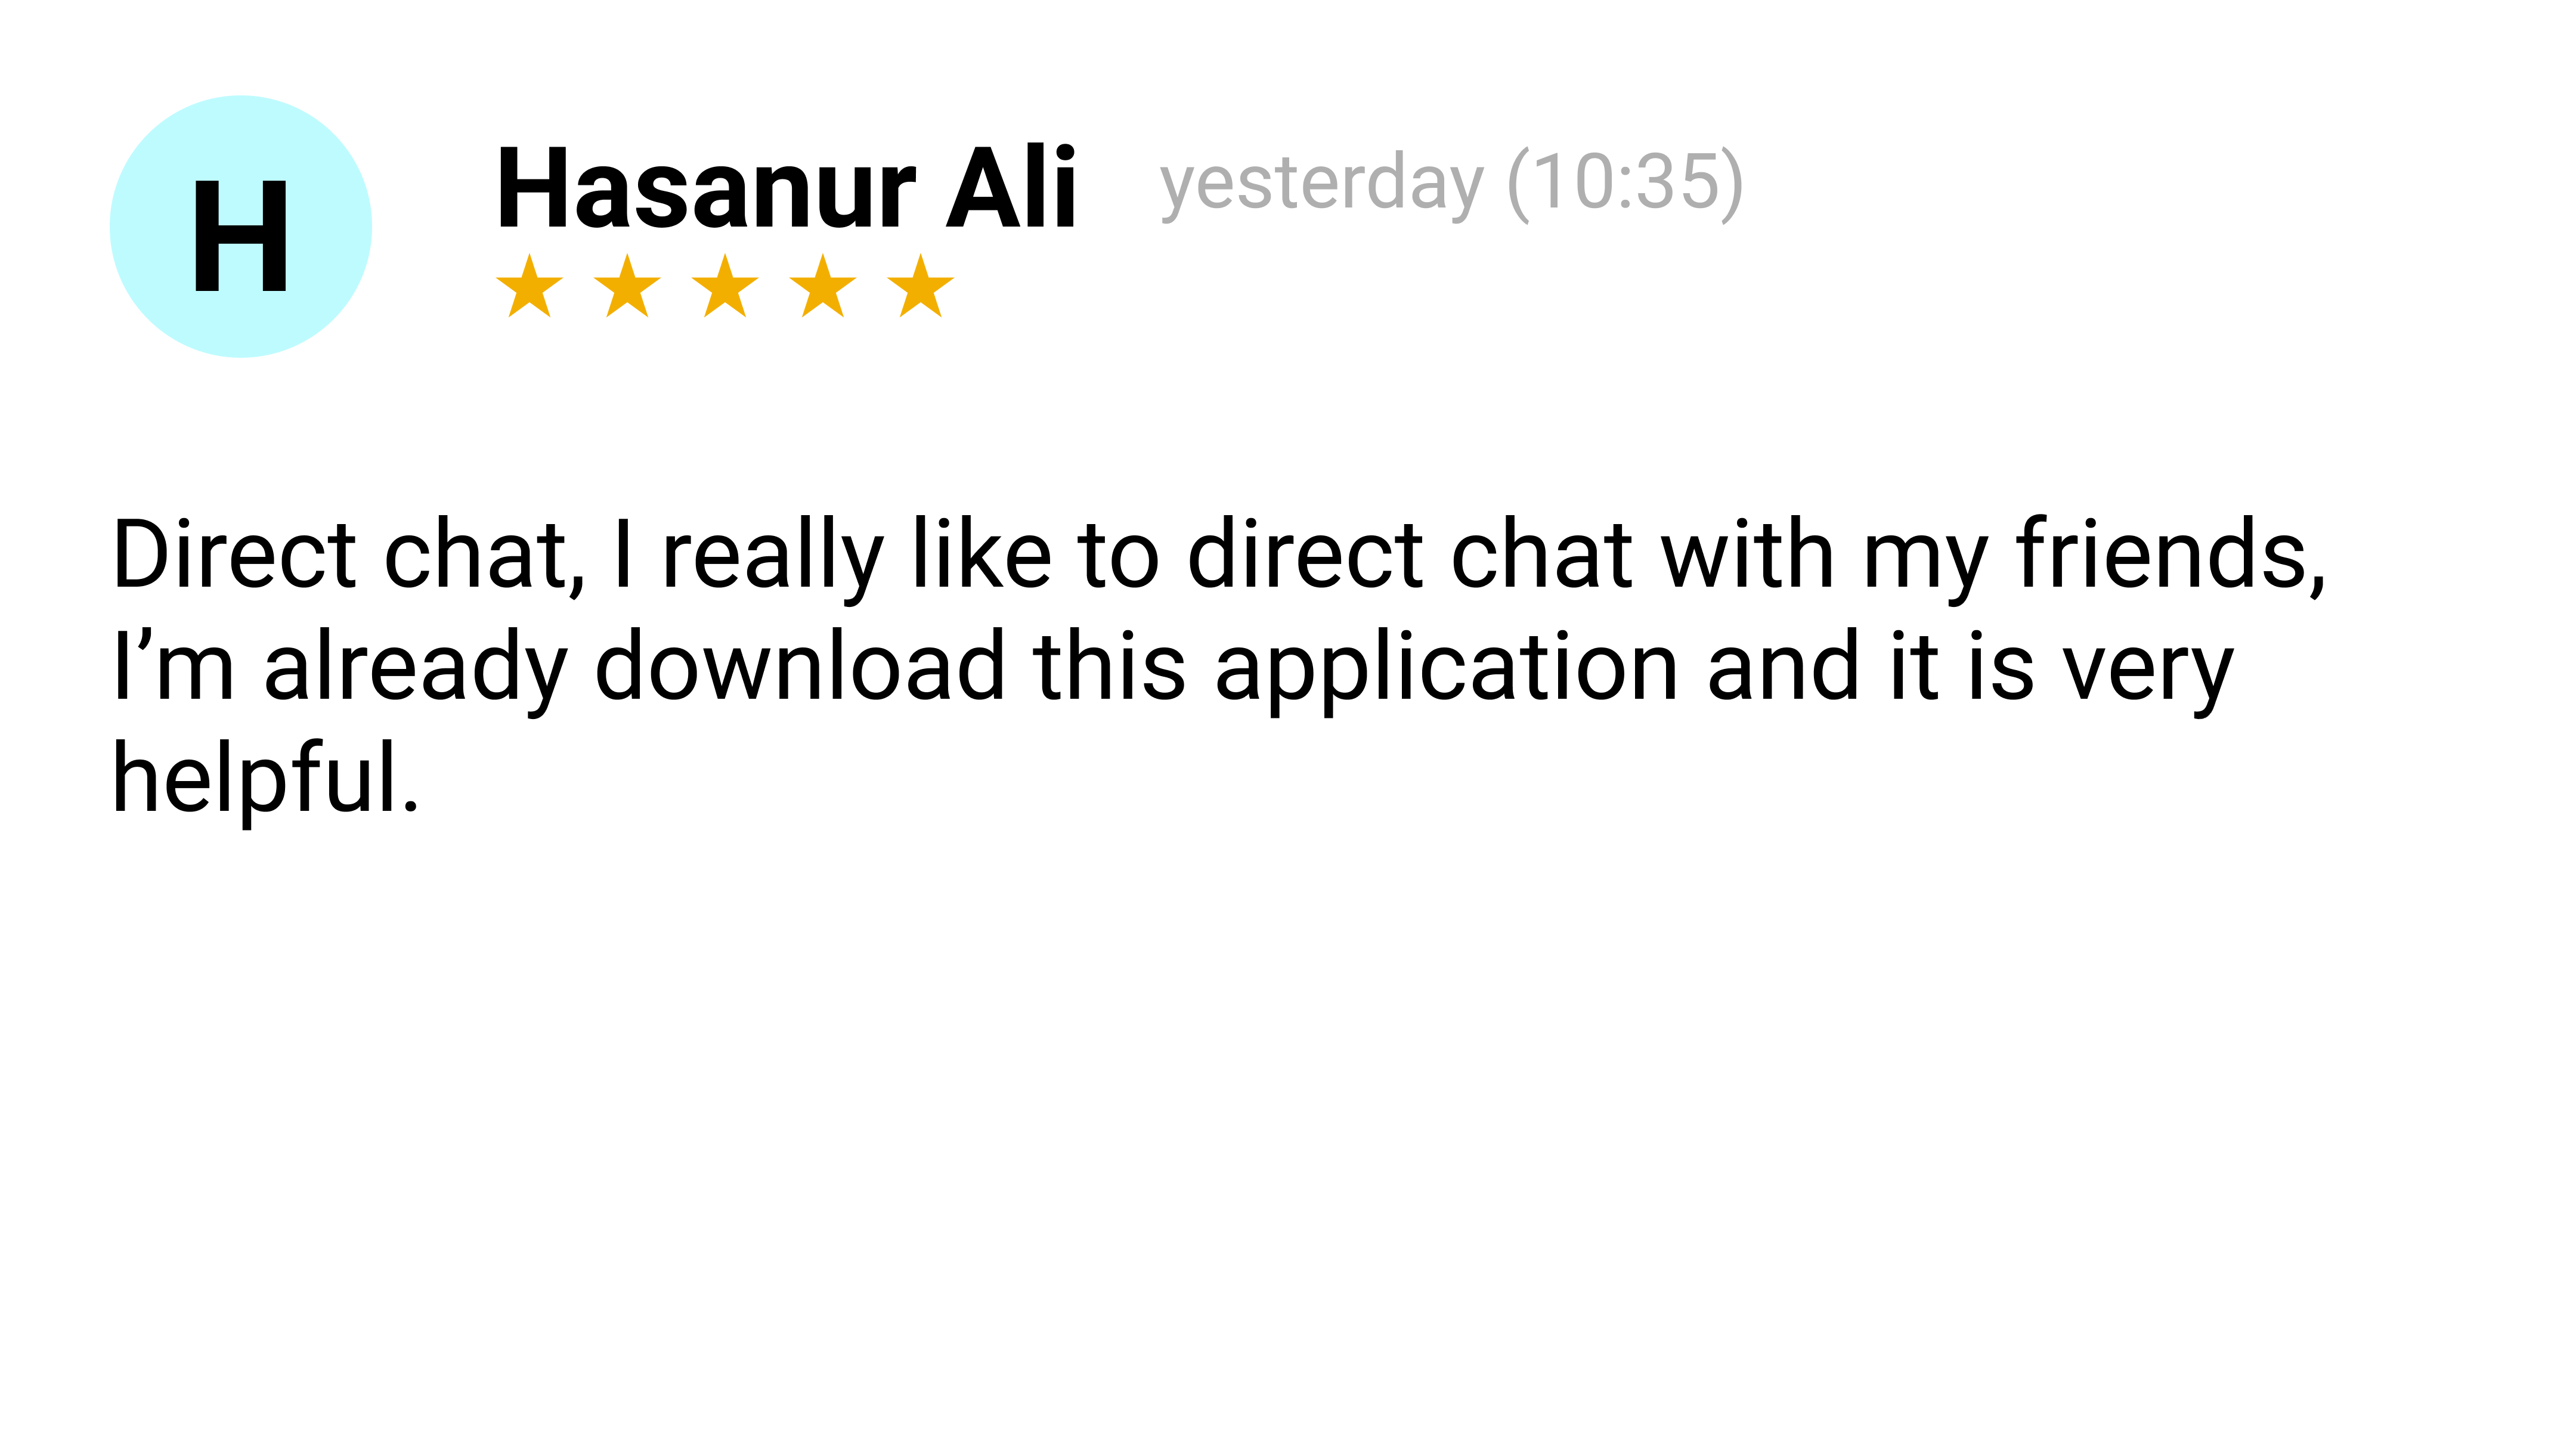 H
Hasanur Ali yesterday (10:35)
Direct chat, I really like to direct chat with my friends,
I’m already download this application and it is very
helpful.